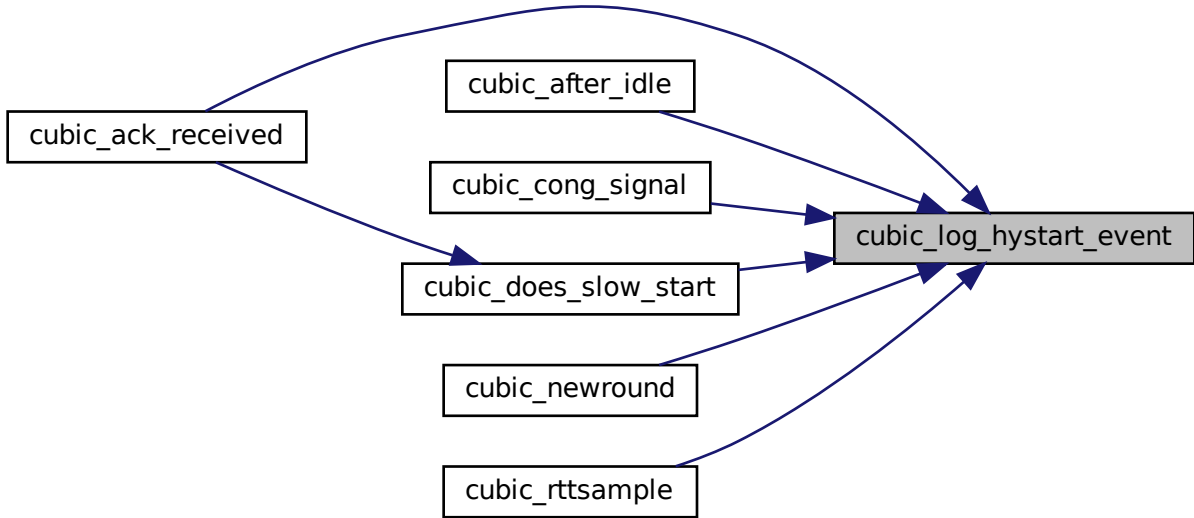 cubic_after_idle
cubic_ack_received
cubic_cong_signal
cubic_log_hystart_event
cubic_does_slow_start
cubic_newround
cubic_rttsample